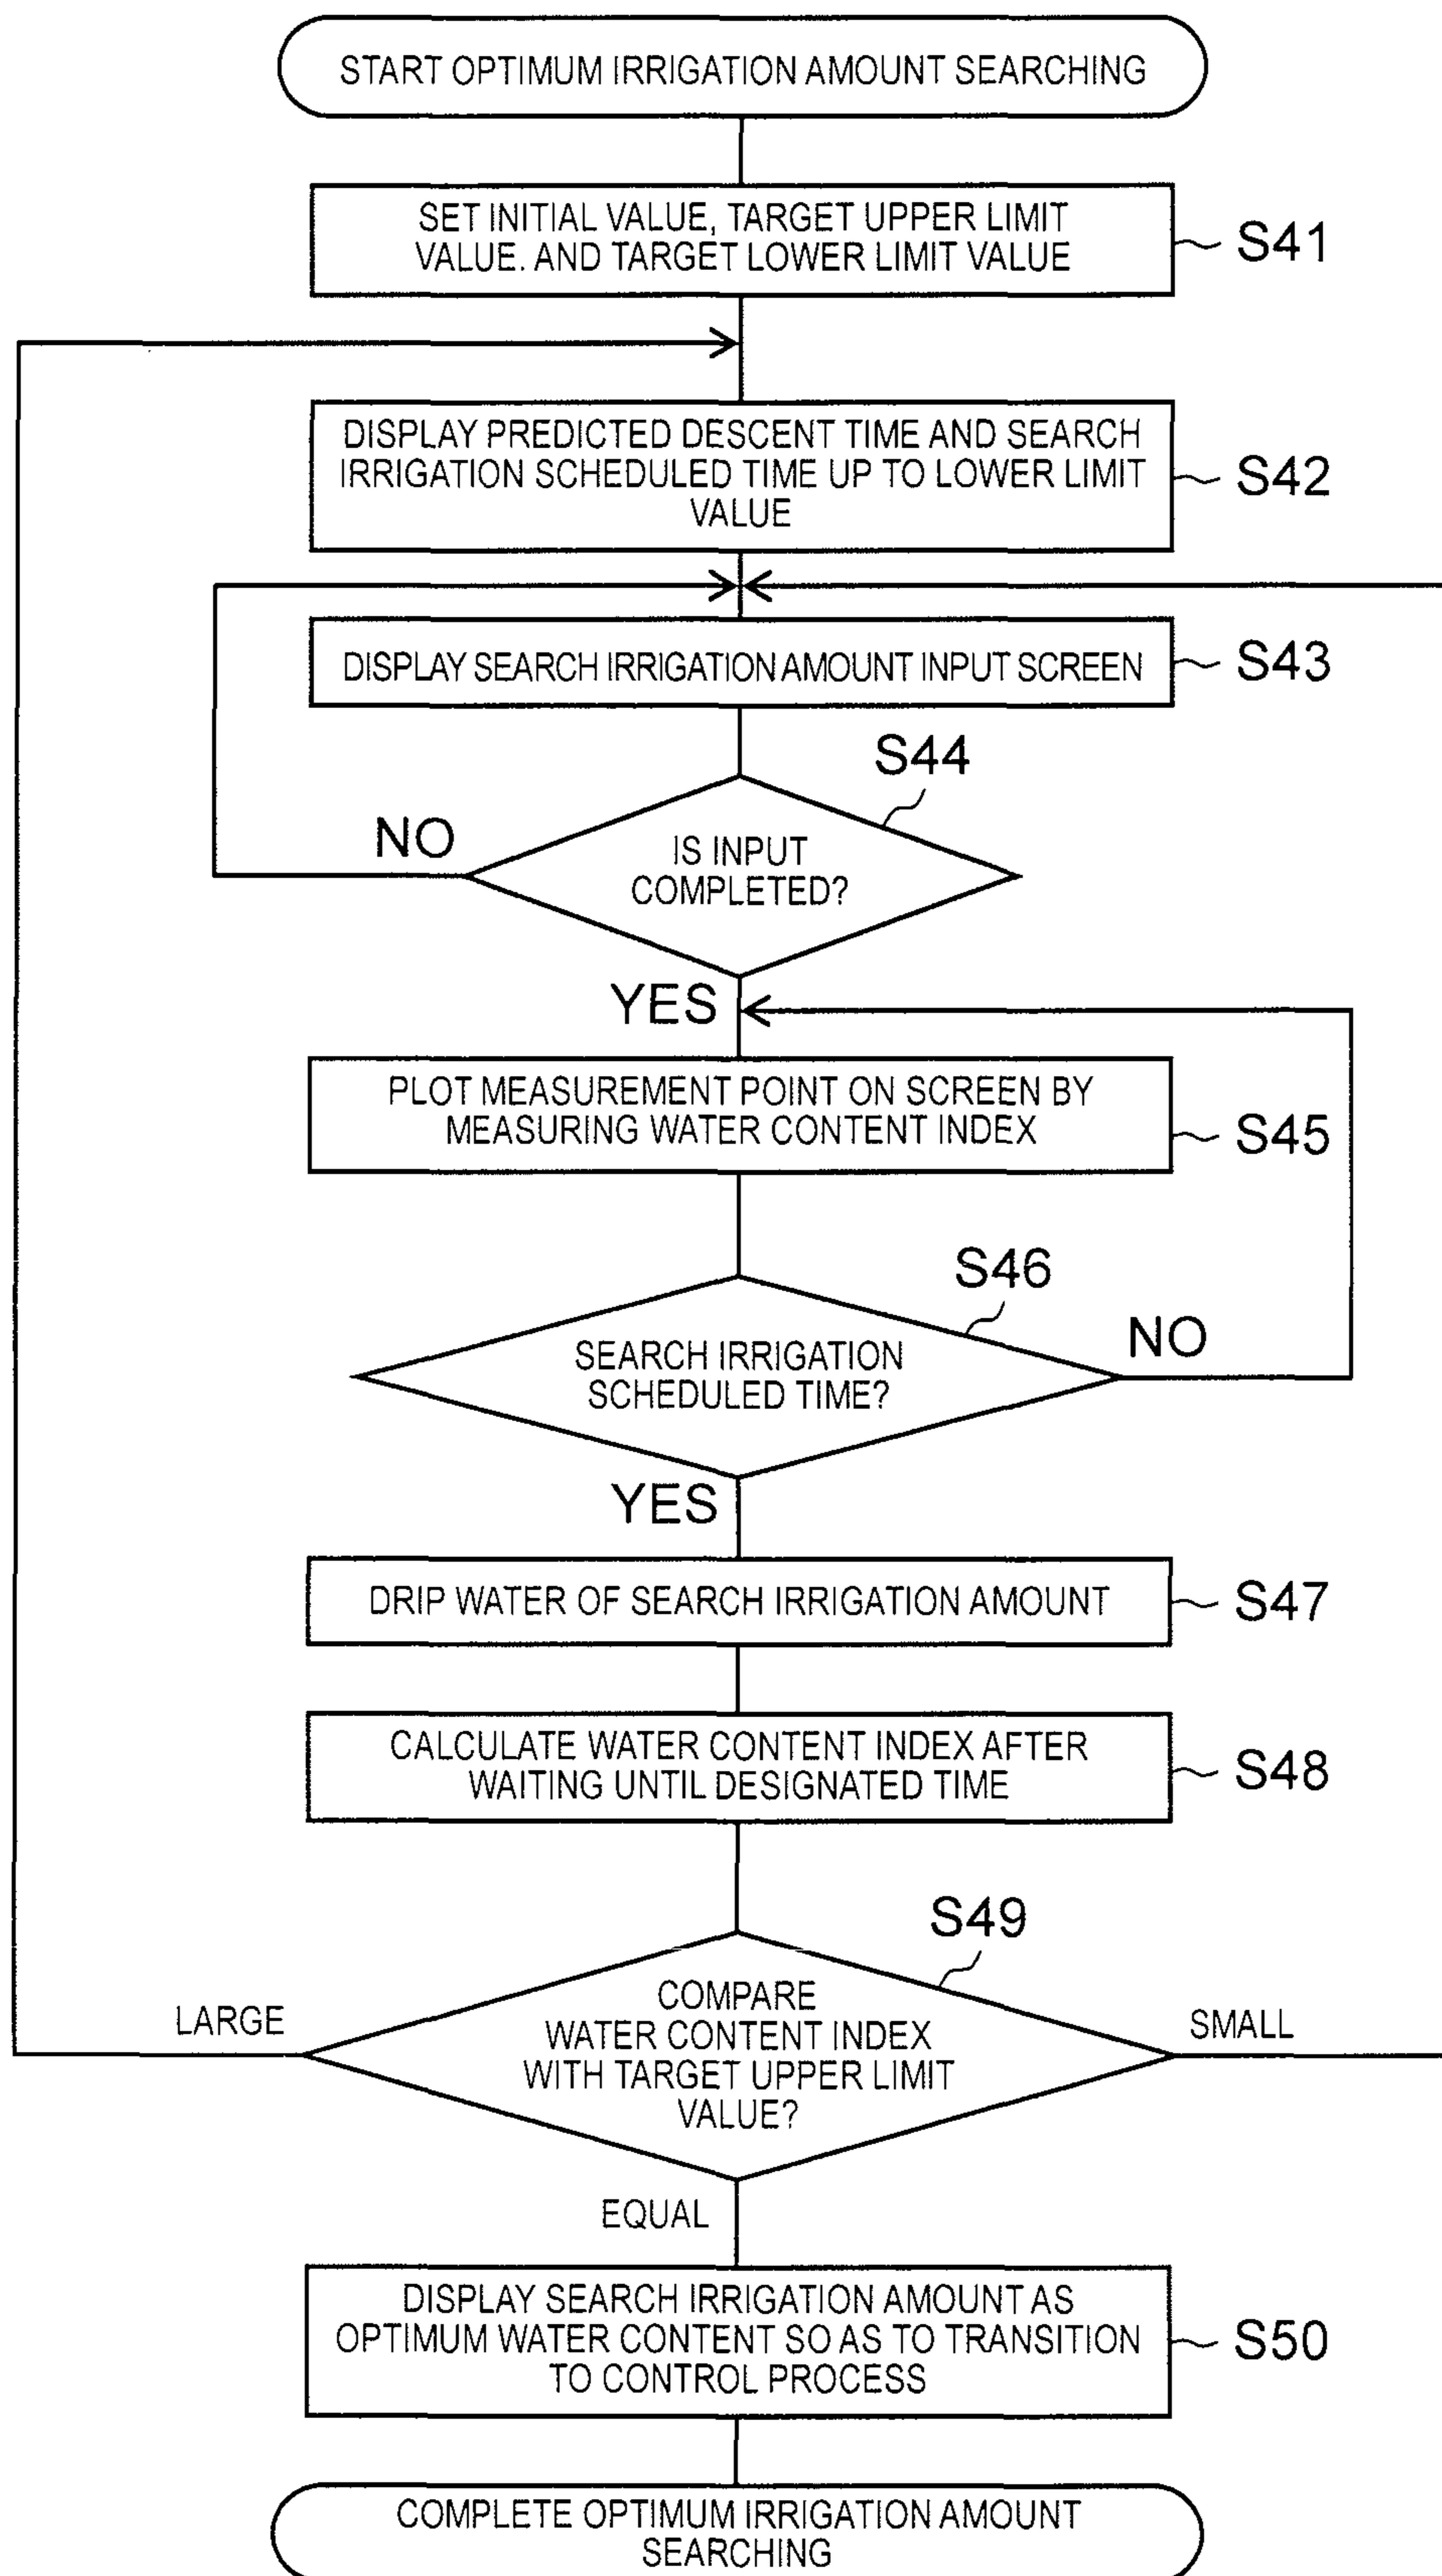 START OPTIMUM IRRIGATION AMOUNT SEARCHING
SET INITIAL VALUE, TARGET UPPER LIMIT
VALUE. AND TARGET LOWER LIMIT VALUE
S41
DISPLAY PREDICTED DESCENT TIME AND SEARCH
IRRIGATION SCHEDULED TIME UP TO LOWER LIMIT
VALUE
S42
DISPLAY SEARCH IRRIGATION AMOUNT INPUT SCREEN
S43
S44
NO
IS INPUT
COMPLETED?
YES
PLOT MEASUREMENT POINT ON SCREEN BY
MEASURING WATER CONTENT INDEX
S45
S46
NO
SEARCH IRRIGATION
SCHEDULED TIME?
YES
DRIP WATER OF SEARCH IRRIGATION AMOUNT
S47
CALCULATE WATER CONTENT INDEX AFTER
WAITING UNTIL DESIGNATED TIME
S48
S49
LARGE
COMPARE
WATER CONTENT INDEX
WITH TARGET UPPER LIMIT
VALUE?
SMALL
EQUAL
DISPLAY SEARCH IRRIGATION AMOUNT AS
OPTIMUM WATER CONTENT SO AS TO TRANSITION
TO CONTROL PROCESS
S50
COMPLETE OPTIMUM IRRIGATION AMOUNT
SEARCHING